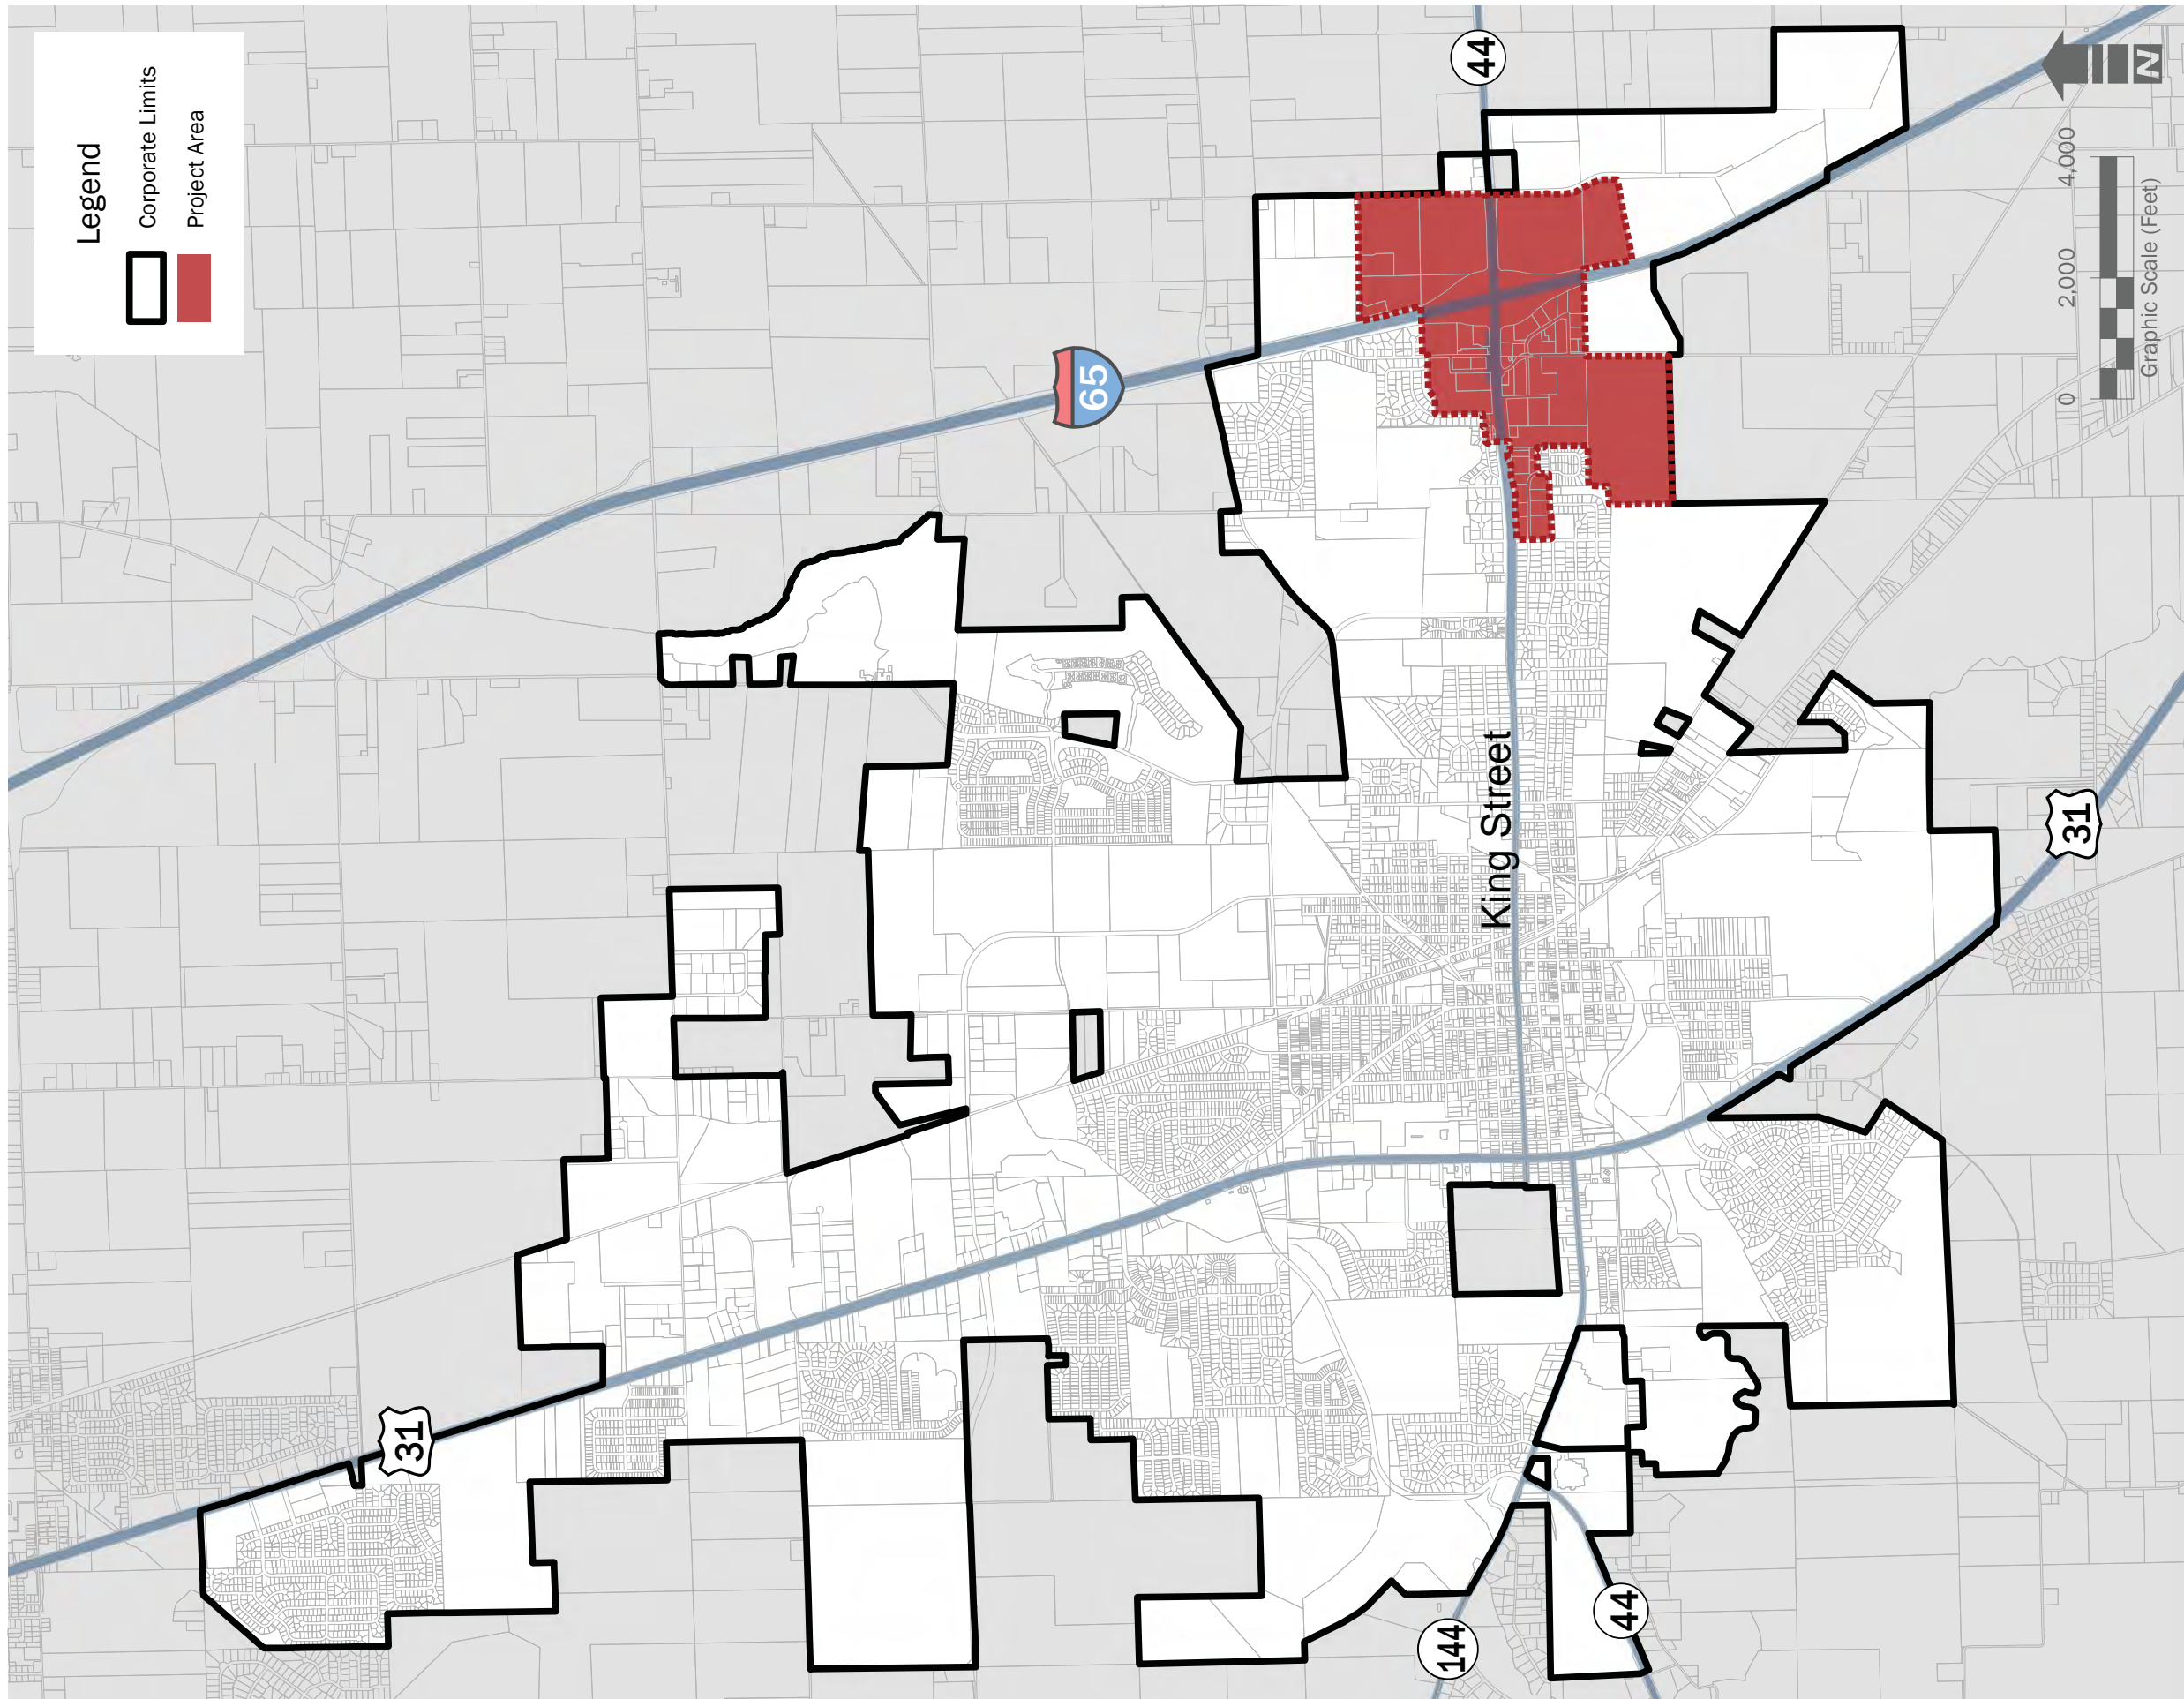 Legend
Corporate Limits
Project Area
44
65
King Street
31
31
144
44
N
0
2,000
4,000
Graphic Scale (Feet)